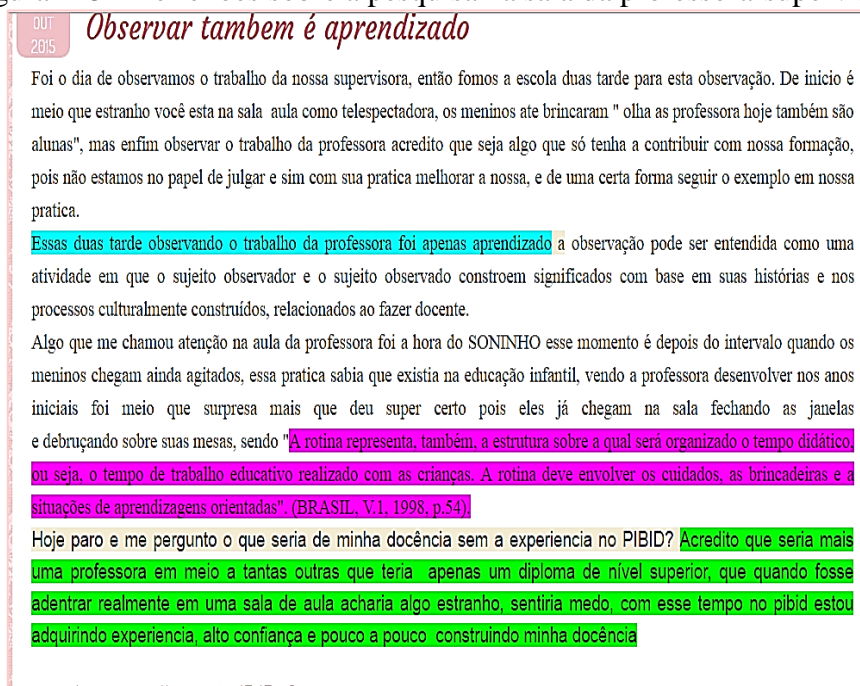 OUT
2015
Observar tambem é aprendizado
Foi o dia de observamos o trabalho da nossa supervisora, então fomos a escola duas tarde para esta observação. De inicio é
meio que estranho você esta na sala aula como telespectadora, os meninos ate brincaram " olha as professora hoje também são
alunas", mas enfim observar o trabalho da professora acredito que seja algo que só tenha a contribuir com nossa formação,
pois não estamos no papel de julgar e sim com sua pratica melhorar a nossa, e de uma certa forma seguir o exemplo em nossa
pratica.
Essas duas tarde observando o trabalho da professora foi apenas aprendizado a observação pode ser entendida como uma
atividade em que o sujeito observador e o sujeito observado constroem significados com base em suas histórias e nos
processos culturalmente construídos, relacionados ao fazer docente.
Algo que me chamou atenção na aula da professora foi a hora do SONINHO esse momento é depois do intervalo quando os
meninos chegam ainda agitados, essa pratica sabia que existia na educação infantil, vendo a professora desenvolver nos anos
iniciais foi meio que surpresa mais que deu super certo pois eles já chegam na sala fechando as janelas
e debruçando sobre suas mesas, sendo "A rotina representa, também, a estrutura sobre a qual será organizado o tempo didático,
ou seja, o tempo de trabalho educativo realizado com as crianças. A rotina deve envolver os cuidados, as brincadeiras e a
situações de aprendizagens orientadas". (BRASIL, V.1, 1998, p.54).
Hoje paro e me pergunto o que seria de minha docência sem a experiencia no PIBID? Acredito que seria mais
uma professora em meio a tantas outras que teria apenas um diploma de nível superior, que quando fosse
adentrar realmente em uma sala de aula acharia algo estranho, sentiria medo, com esse tempo no pibid estou
adquirindo experiencia, alto confiança e pouco a pouco construindo minha docência